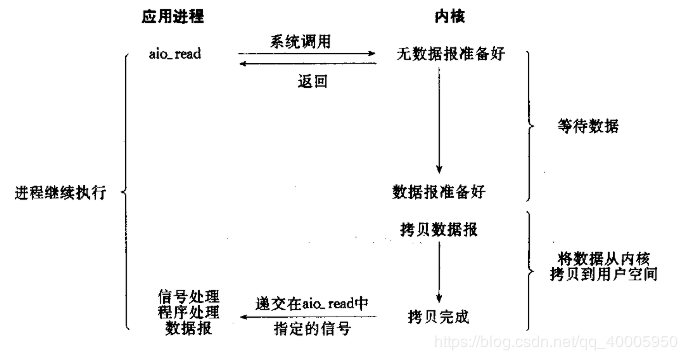 应用进程
内核
aio_read
系统调用
返回
无数据报准备好
等待数据
进程继续执行
数据报准备好
拷贝数据报
将数据从内核
拷贝到用户空间
信号处理
程序处理
数据报
递交在aio_read中
指定的信号
拷贝完成
https://blog.csdn.net/qq_40005950